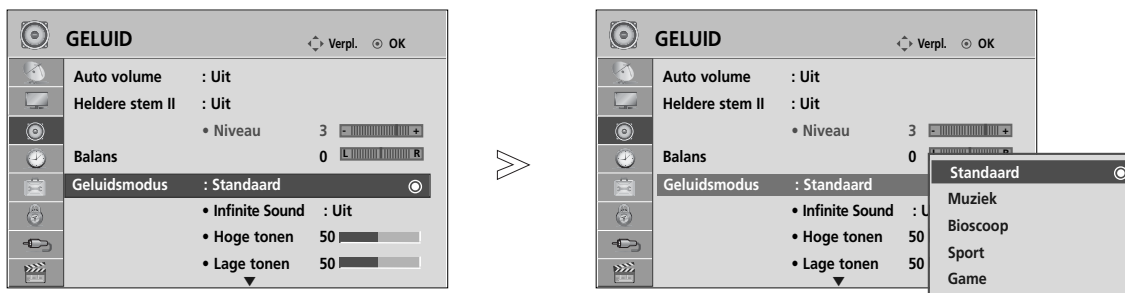 GELUID Verpl. OK
Auto volume : Uit
Heldere stem II : Uit
• Niveau 3 - +
Balans 0 L R
Geluidsmodus : Standaard
• Infinite Sound : Uit
• Hoge tonen 50
• Lage tonen 50
GELUID Verpl. OK
Auto volume : Uit
Heldere stem II : Uit
• Niveau 3 - +
Balans 0
Geluidsmodus : Standaard
• Infinite Sound : U
• Hoge tonen 50
• Lage tonen 50
Standaard
Muziek
Bioscoop
Sport
Game